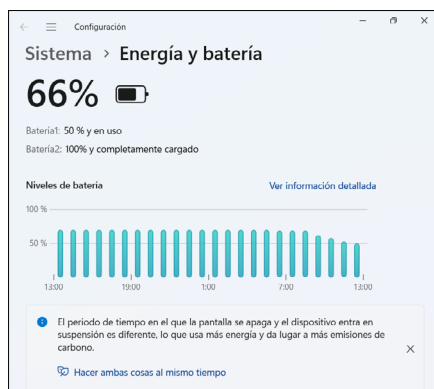 Configuración
Sistema > Energía y batería
66%
Batería1: 50 % y en uso
Batería2: 100% y completamente cargado
Niveles de batería
Ver información detallada
100 %
50 %
13:00 19:00 1:00 7:00 13:00
El periodo de tiempo en el que la pantalla se apaga y el dispositivo entra en
suspensión es diferente, lo que usa más energía y da lugar a más emisiones de
carbono.
Hacer ambas cosas al mismo tiempo